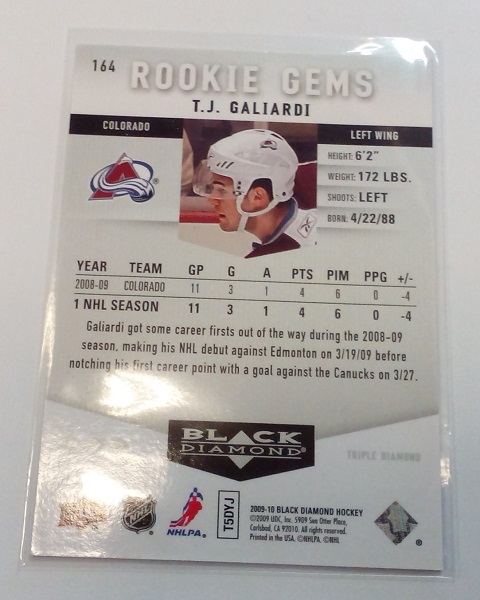 164
ROOKIE GEMS
T.J. GALIARDI
COLORADO
LEFT WING
HEIGHT: 6'2"
WEIGHT: 172 LBS.
SHOOTS: LEFT
BORN: 4/22/88
YEAR TEAM GP G A PTS PIM PPG +/-
2008-09 COLORADO 11 3 1 4 6 0 -4
1 NHL SEASON 11 3 1 4 6 0 -4
Galiardi got some career firsts out of the way during the 2008-09
season, making his NHL debut against Edmonton on 3/19/09 before
notching his first career point with a goal against the Canucks on 3/27.
BLACK
DIAMOND
TRIPLE DIAMOND
NHL
NHLPA.
T5DYJ
2009-10 BLACK DIAMOND HOCKEY
©2009 UDC, Inc. 5909 Sea Otter Place,
Carlsbad, CA 92010. All rights reserved.
Printed in the USA. ©NHLPA. ©NHL